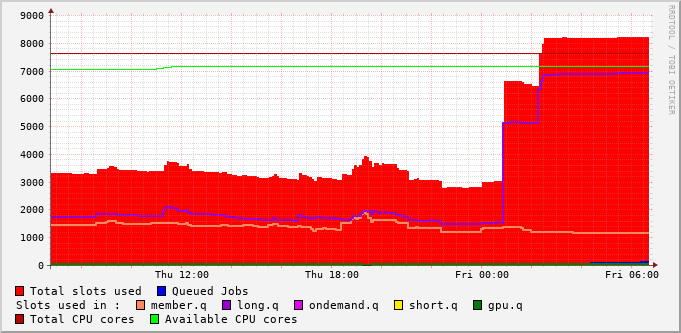 RRDTOOL / TOBI OETIKER
9000
8000
7000
6000
5000
4000
3000
2000
1000
0
Thu 12:00 Thu 18:00 Fri 00:00 Fri 06:00
Total slots used Queued Jobs
Slots used in : member.q long.q ondemand.q short.q gpu.q
Total CPU cores Available CPU cores